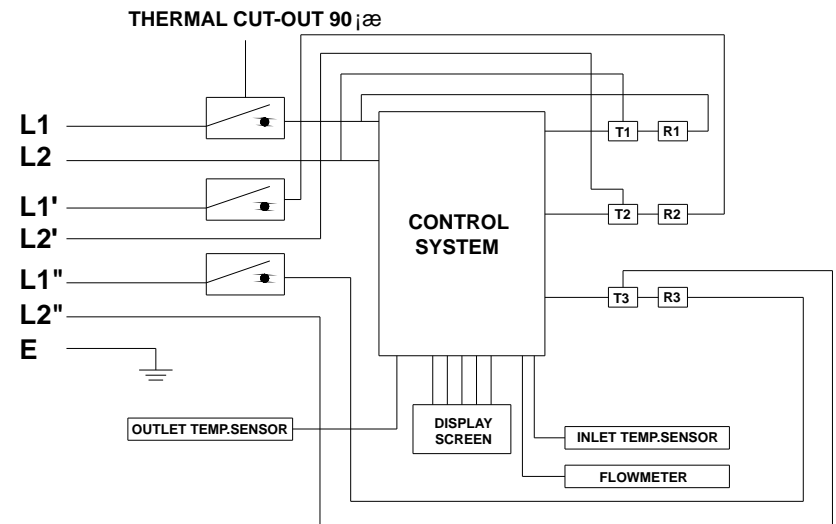 THERMAL CUT-OUT 90¡æ
L1
L2
L1'
L2'
L1"
L2"
E
CONTROL
SYSTEM
T1
R1
T2
R2
T3
R3
OUTLET TEMP.SENSOR
DISPLAY
SCREEN
INLET TEMP.SENSOR
FLOWMETER